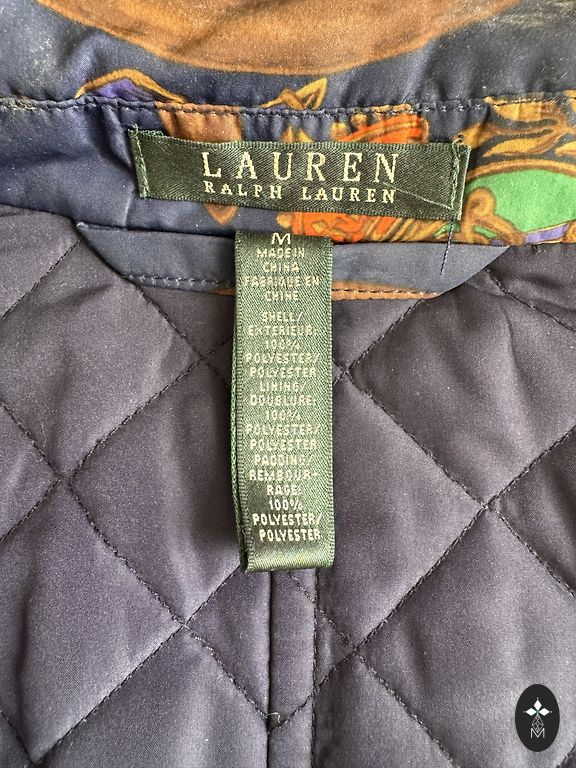 LAUREN
RALPH LAUREN
M
MADE IN
CHINA
FABRIQUE EN
CHINE
SHELL/
EXTERIEUR:
100%
POLYESTER/
POLYESTER
LINING/
DOUBLURE:
100%
POLYESTER/
POLYESTER
PADDING/
REMBOUR-
RAGE:
100%
POLYESTER/
POLYESTER
M